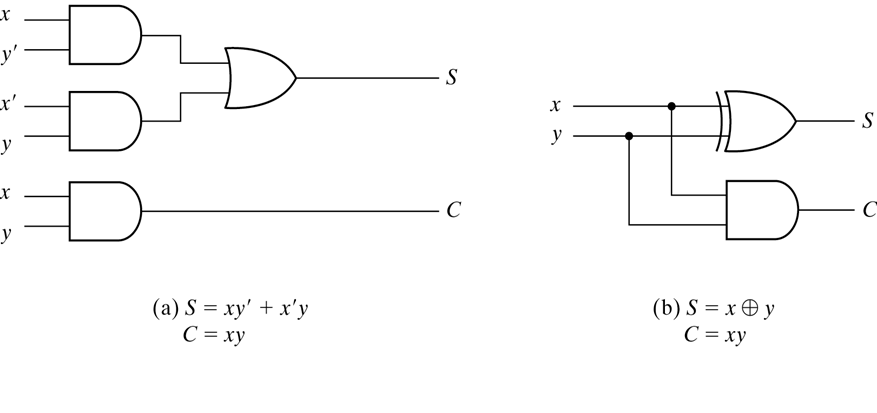 x
y′
x′
y
S
x
y
C
(a) S = xy′ + x′y
C = xy
x
y
S
C
(b) S = x ⊕ y
C = xy